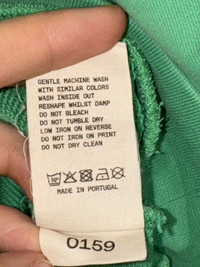 GENTLE MACHINE WASH
WITH SIMILAR COLORS
WASH INSIDE OUT
RESHAPE WHILST DAMP
DO NOT BLEACH
DO NOT TUMBLE DRY
LOW IRON ON REVERSE
DO NOT IRON ON PRINT
DO NOT DRY CLEAN
MADE IN PORTUGAL
0159